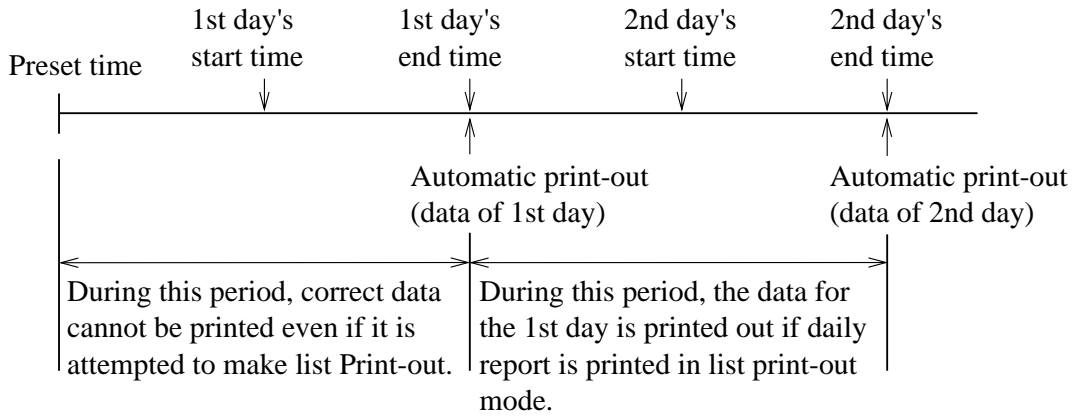 1st day's
start time
1st day's
end time
2nd day's
start time
2nd day's
end time
Preset time
Automatic print-out
(data of 1st day)
Automatic print-out
(data of 2nd day)
During this period, correct data
cannot be printed even if it is
attempted to make list Print-out.
During this period, the data for
the 1st day is printed out if daily
report is printed in list print-out
mode.